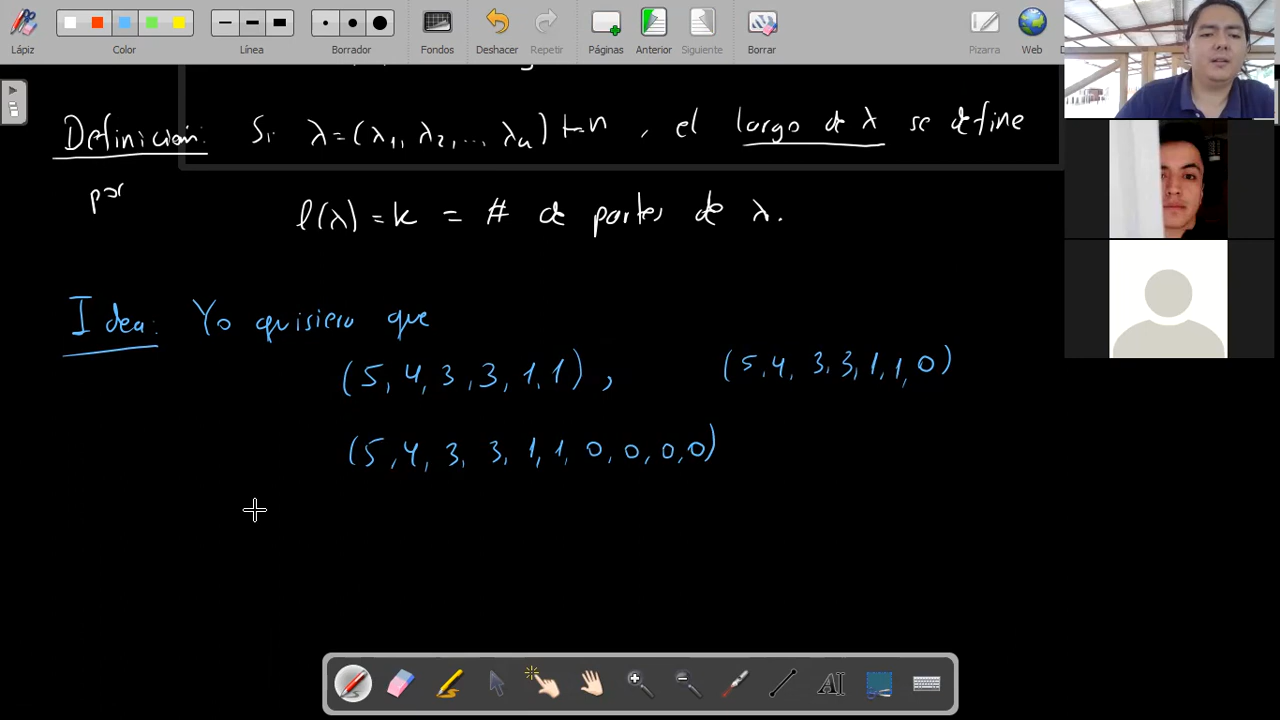 Lápiz Color Línea Borrador Fondos Deshacer Repetir Páginas Anterior Siguiente Borrar Pizarra Web
Definición: Si λ=(λ1, λ2, ... λk) ⊢ n, el largo de λ se define
por
l(λ) = k = # de partes de λ.
Idea: Yo quisiera que
(5, 4, 3, 3, 1, 1), (5, 4, 3, 3, 1, 1, 0)
(5, 4, 3, 3, 1, 1, 0, 0, 0, 0)